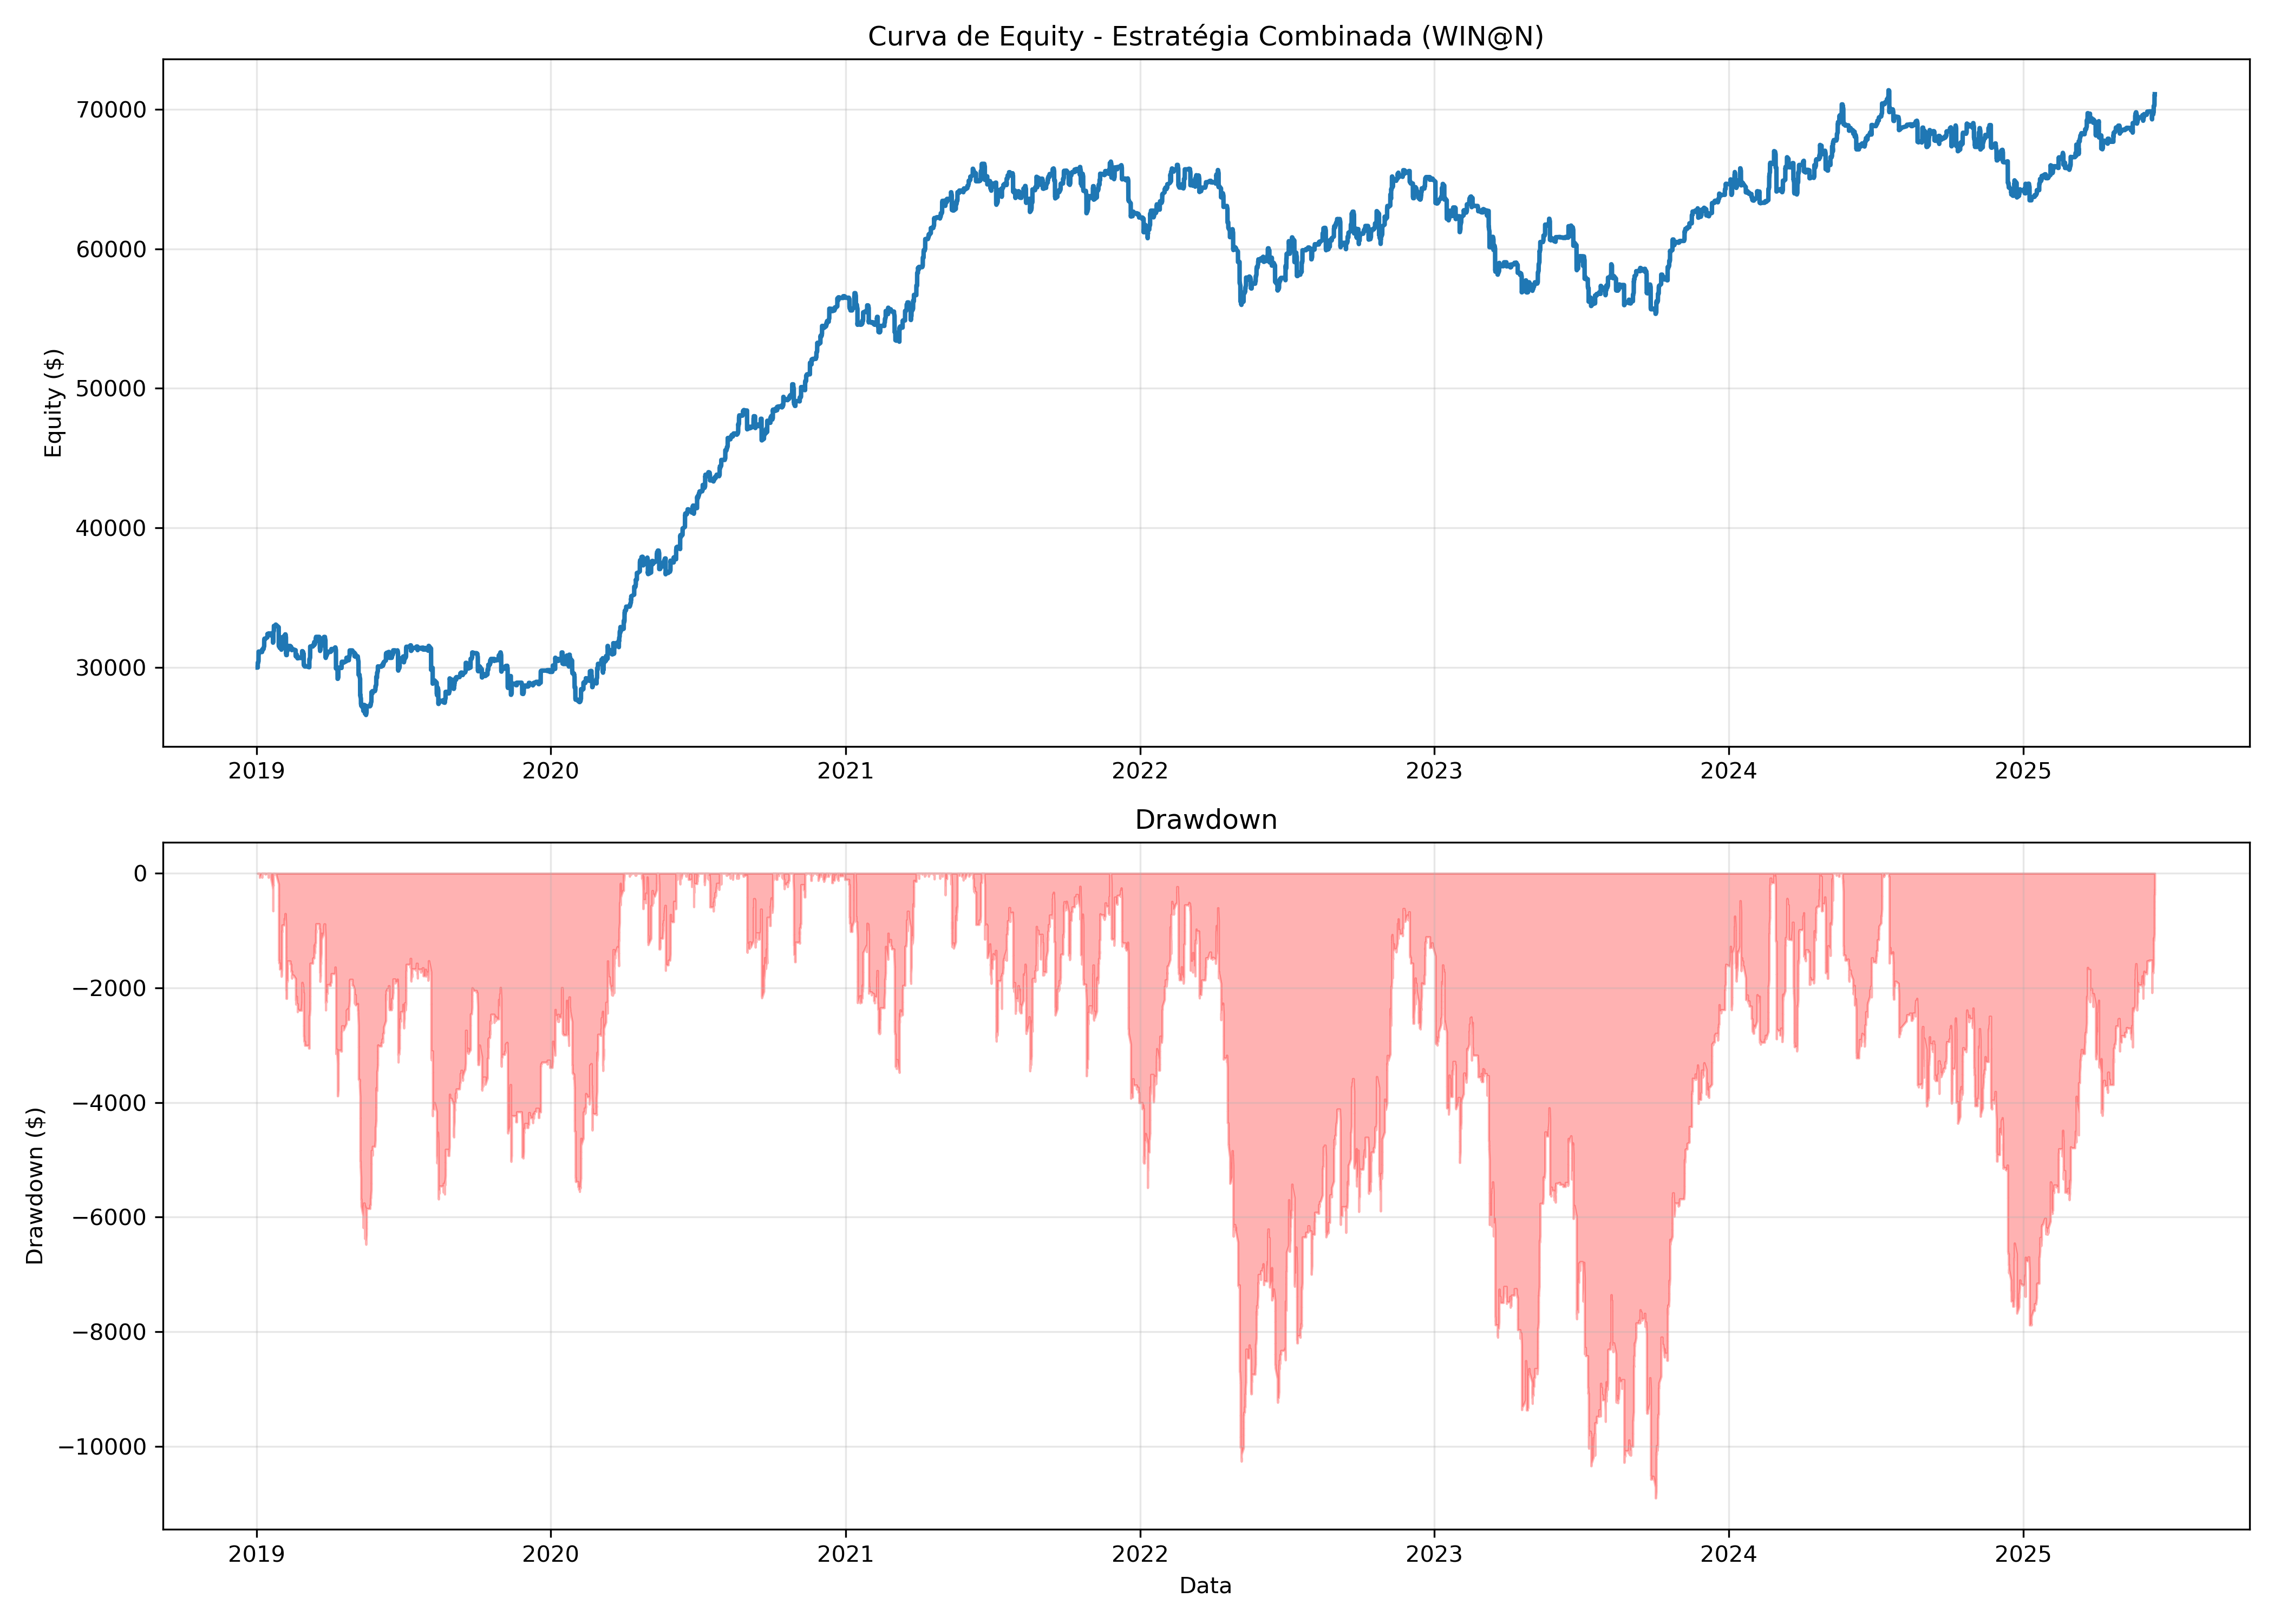 Curva de Equity - Estratégia Combinada (WIN@N)
Equity ($)
70000
60000
50000
40000
30000
2019 2020 2021 2022 2023 2024 2025
Drawdown
Drawdown ($)
0
−2000
−4000
−6000
−8000
−10000
2019 2020 2021 2022 2023 2024 2025
Data